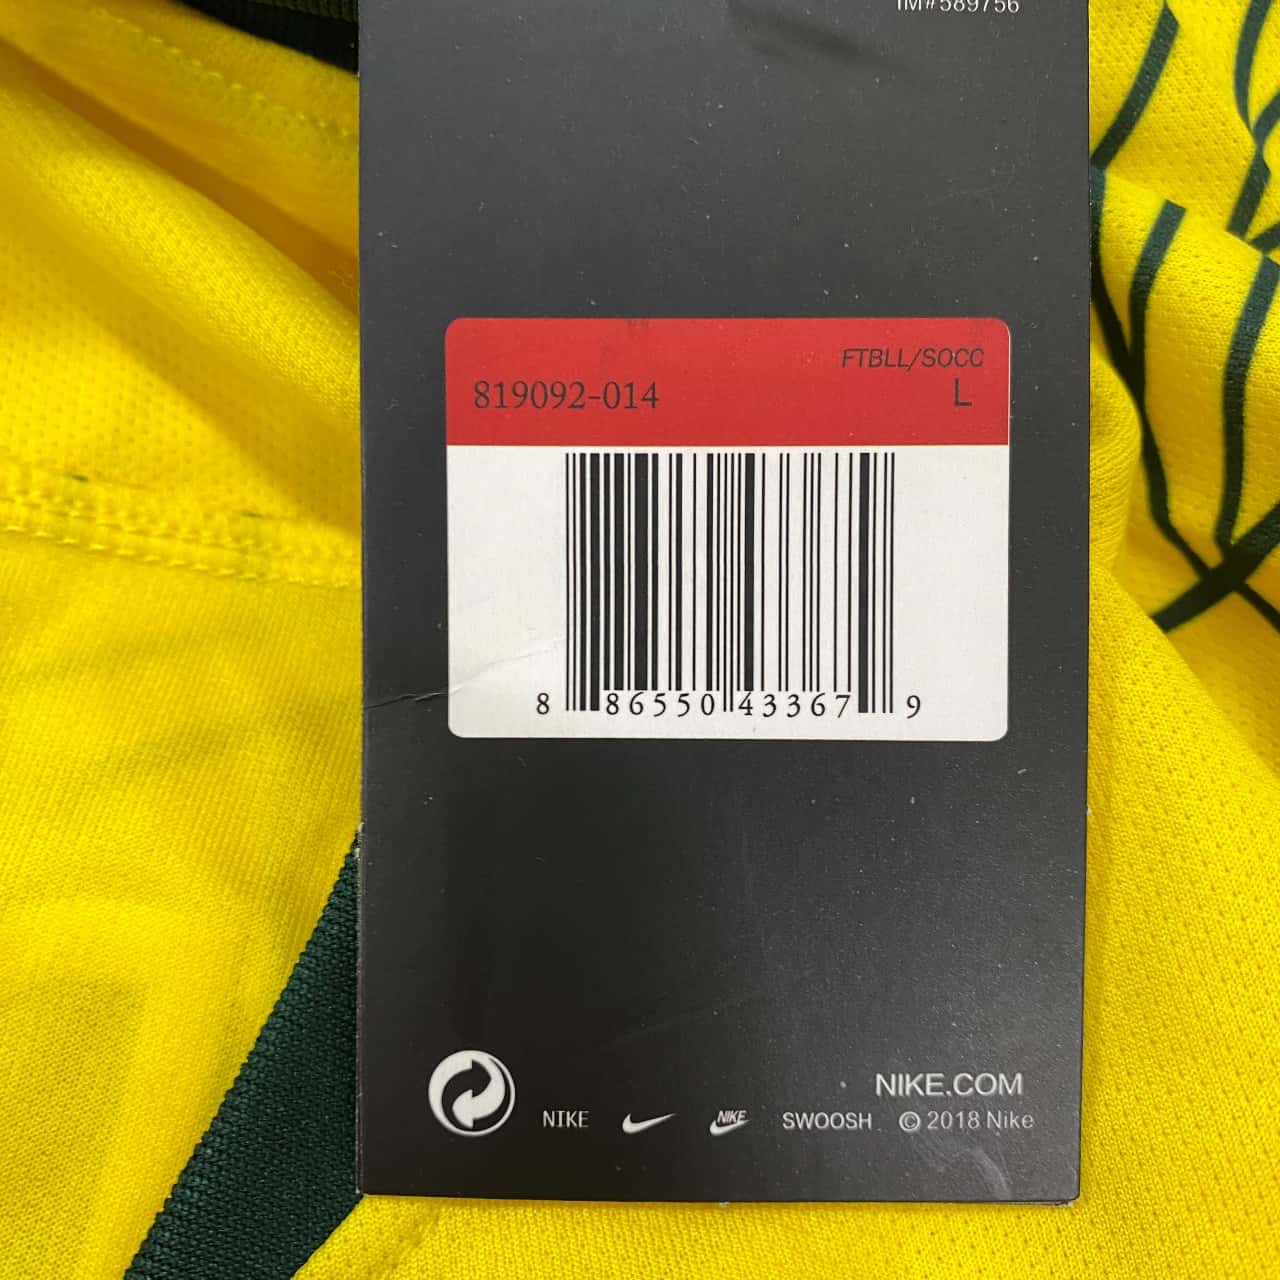 IM#589756
FTBLL/SOCC
819092-014 L
8 86550 43367 9
NIKE.COM
NIKE NIKE SWOOSH © 2018 Nike